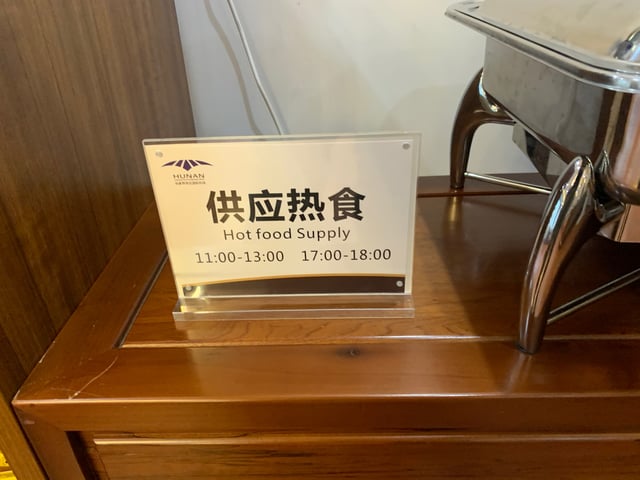 HUNAN
供应热食
Hot food Supply
11:00-13:00 17:00-18:00